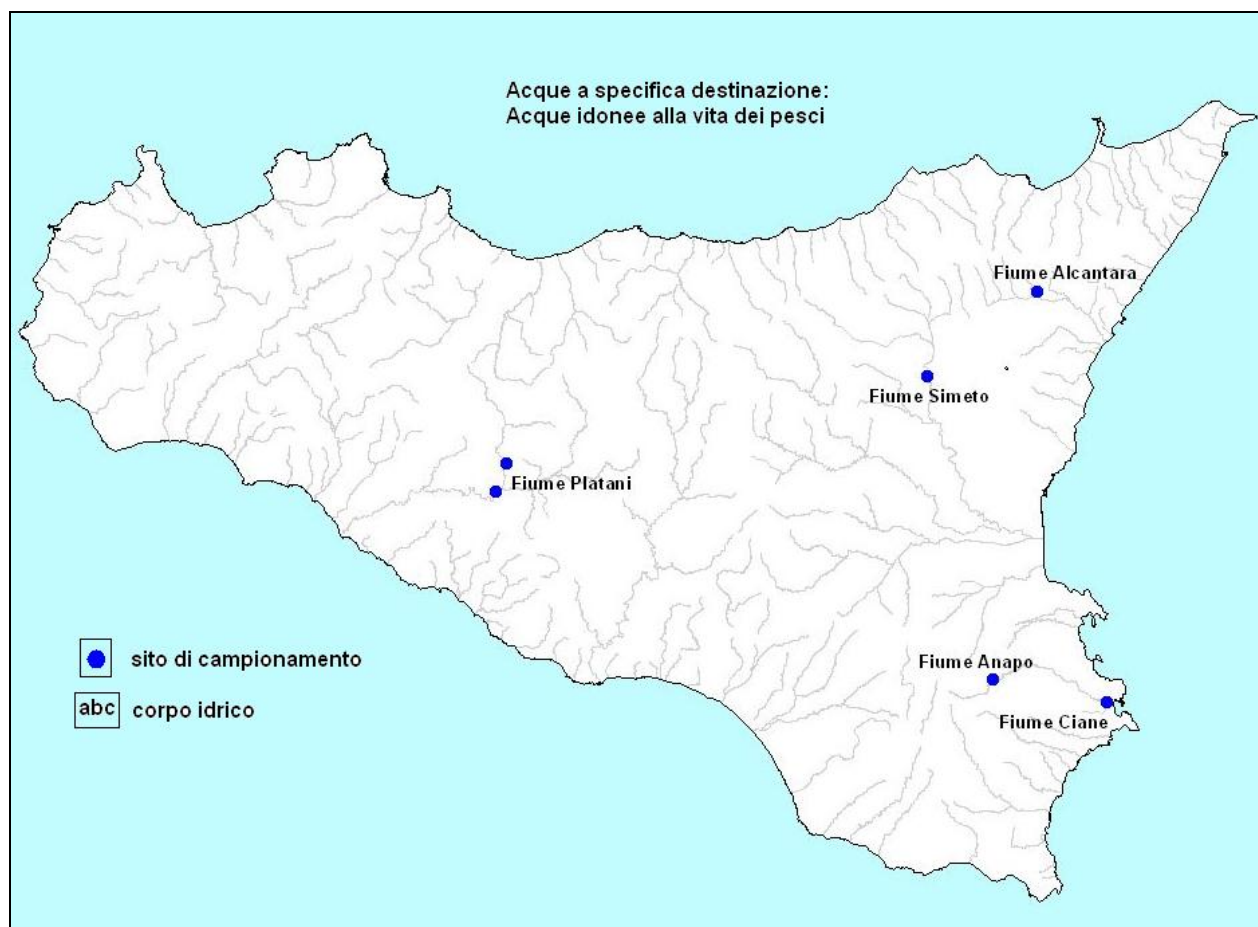 Acque a specifica destinazione:
Acque idonee alla vita dei pesci
Fiume Alcantara
Fiume Simeto
Fiume Platani
Fiume Anapo
Fiume Ciane
sito di campionamento
abc corpo idrico